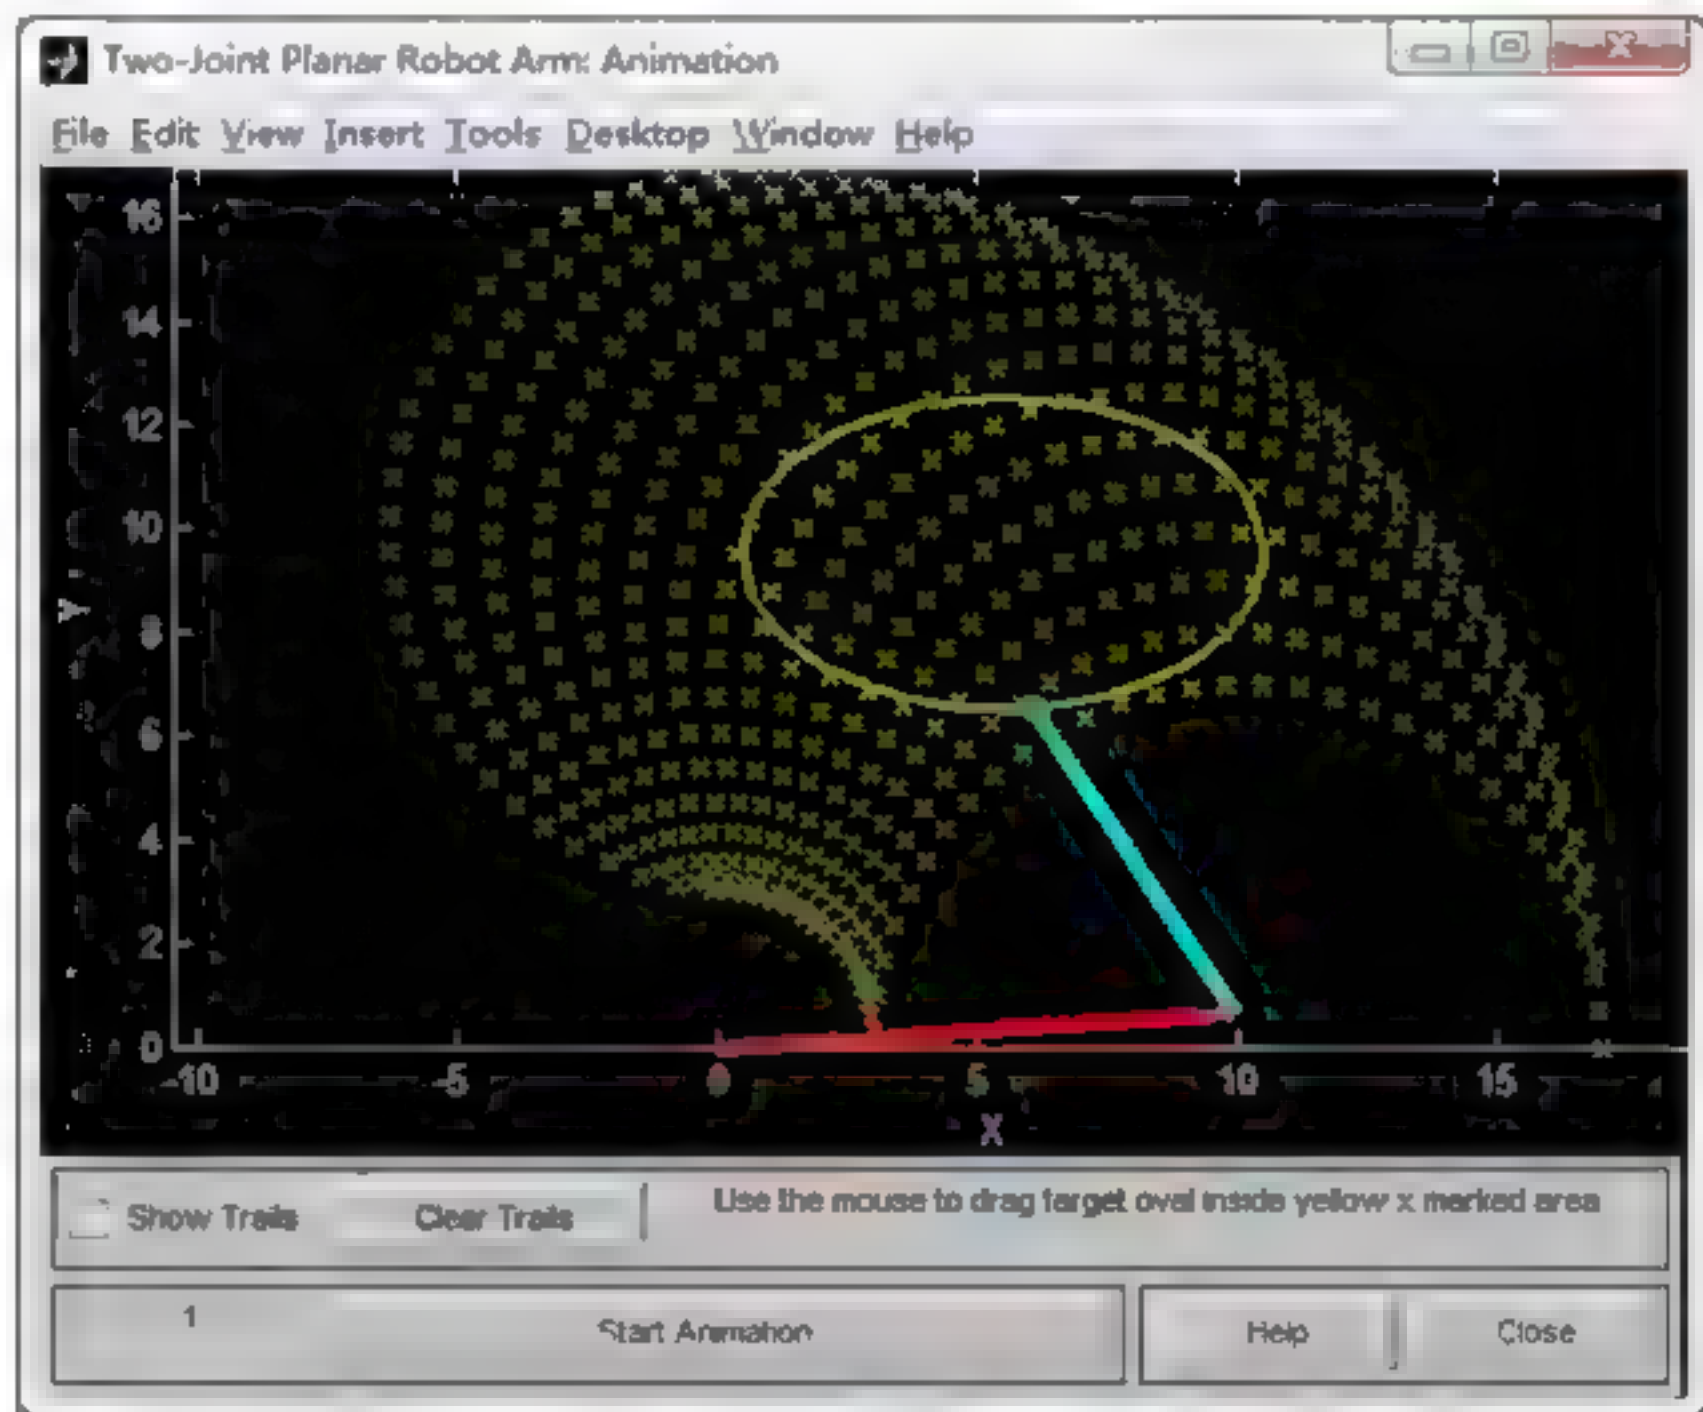 Two-Joint Planar Robot Arm: Animation
File Edit View Insert Tools Desktop Window Help
16
14
12
10
8
6
4
2
0
Y
-10 -5 0 5 10 15
X
Show Trails Clear Trails Use the mouse to drag target oval inside yellow x marked area
1 Start Animation Help Close